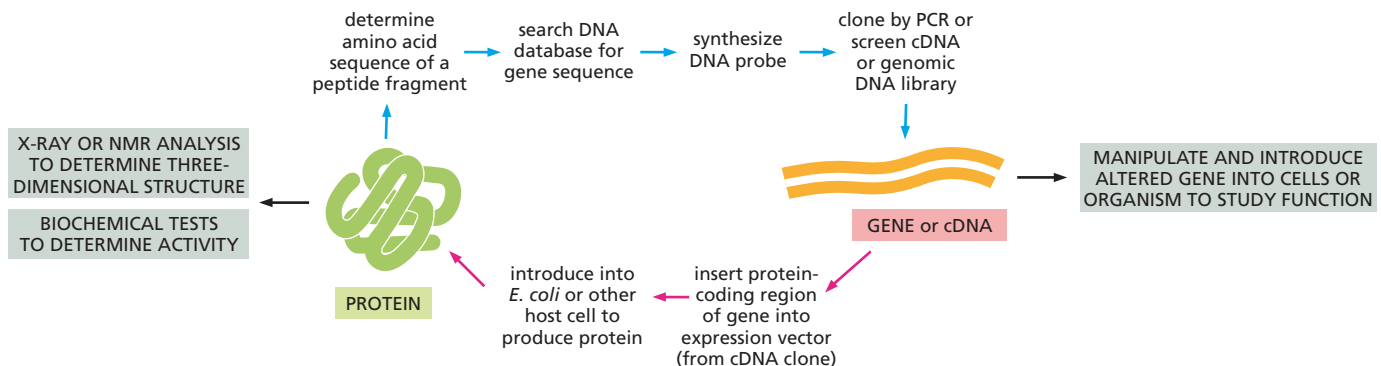 determine
amino acid
sequence of a
peptide fragment
search DNA
database for
gene sequence
synthesize
DNA probe
clone by PCR or
screen cDNA
or genomic
DNA library
X-RAY OR NMR ANALYSIS
TO DETERMINE THREE-
DIMENSIONAL STRUCTURE
BIOCHEMICAL TESTS
TO DETERMINE ACTIVITY
MANIPULATE AND INTRODUCE
ALTERED GENE INTO CELLS OR
ORGANISM TO STUDY FUNCTION
GENE or cDNA
PROTEIN
introduce into
E. coli or other
host cell to
produce protein
insert protein-
coding region
of gene into
expression vector
(from cDNA clone)